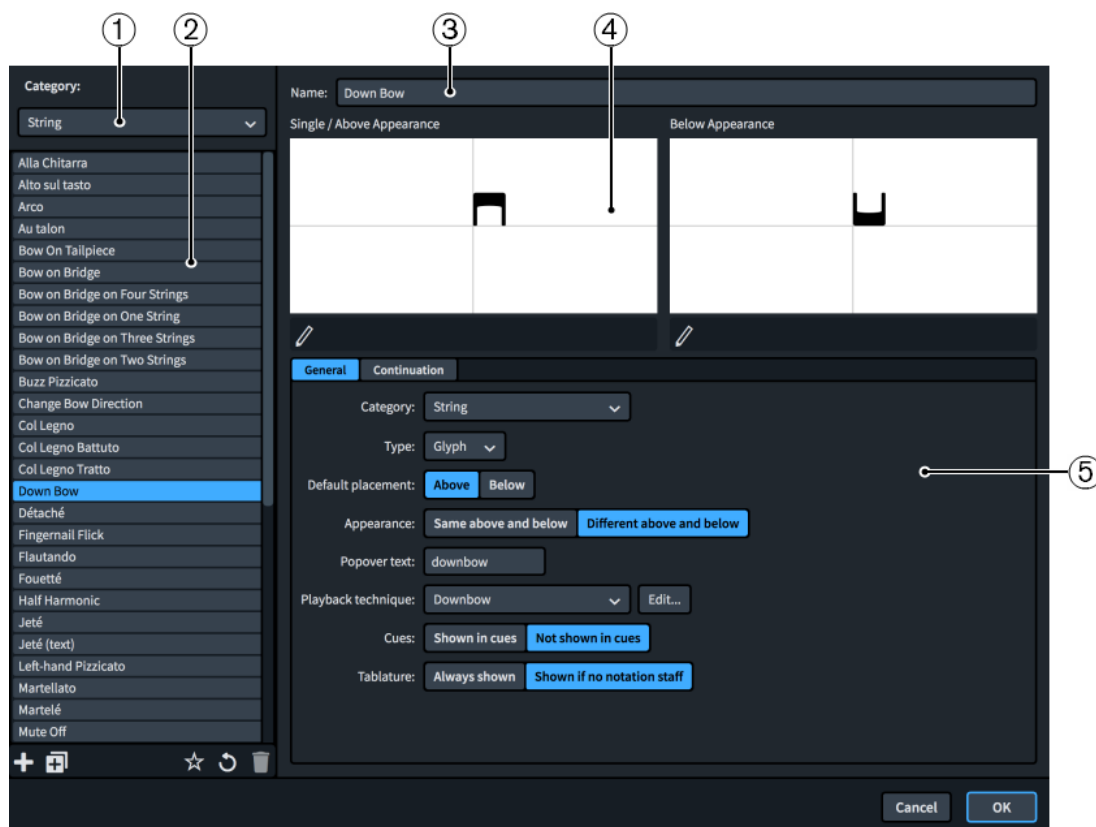 1 2 3 4
Category:
String
Name: Down Bow
Single / Above Appearance Below Appearance
Alla Chitarra
Alto sul tasto
Arco
Au talon
Bow On Tailpiece
Bow on Bridge
Bow on Bridge on Four Strings
Bow on Bridge on One String
Bow on Bridge on Three Strings
Bow on Bridge on Two Strings
Buzz Pizzicato
Change Bow Direction
Col Legno
Col Legno Battuto
Col Legno Tratto
Down Bow
Détaché
Fingernail Flick
Flautando
Fouetté
Half Harmonic
Jeté
Jeté (text)
Left-hand Pizzicato
Martellato
Martelé
Mute Off
General Continuation
Category: String
Type: Glyph
Default placement: Above Below
Appearance: Same above and below Different above and below
Popover text: downbow
Playback technique: Downbow Edit...
Cues: Shown in cues Not shown in cues
Tablature: Always shown Shown if no notation staff
5
Cancel OK